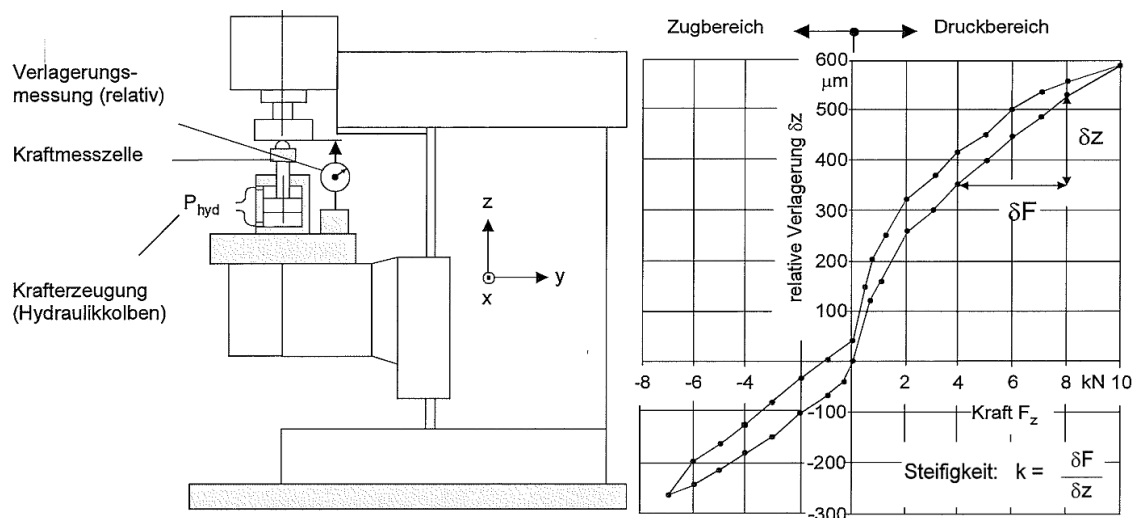 Verlagerungs-
messung (relativ)
Kraftmesszelle
P_hyd
Krafterzeugung
(Hydraulikkolben)
z
y
x
Zugbereich
Druckbereich
relative Verlagerung δz
600
μm
500
400
300
200
100
-100
-200
-300
-8
-6
-4
2
4
6
8
kN
10
δz
δF
Kraft F_z
Steifigkeit: k = δF / δz